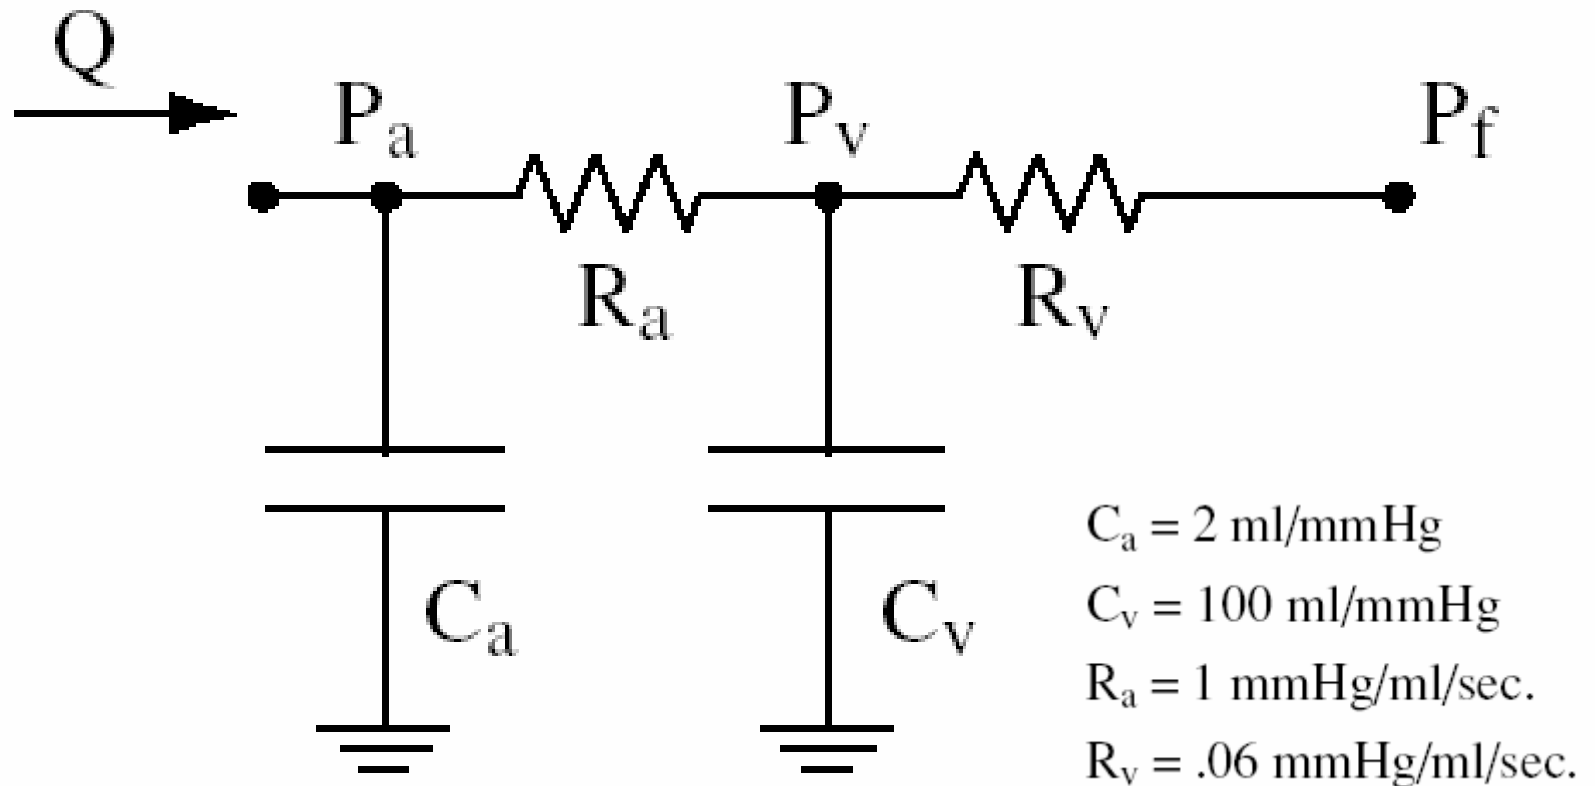 Q
Pa
Pv
Pf
Ra
Rv
Ca
Cv
Ca = 2 ml/mmHg
Cv = 100 ml/mmHg
Ra = 1 mmHg/ml/sec.
Rv = .06 mmHg/ml/sec.